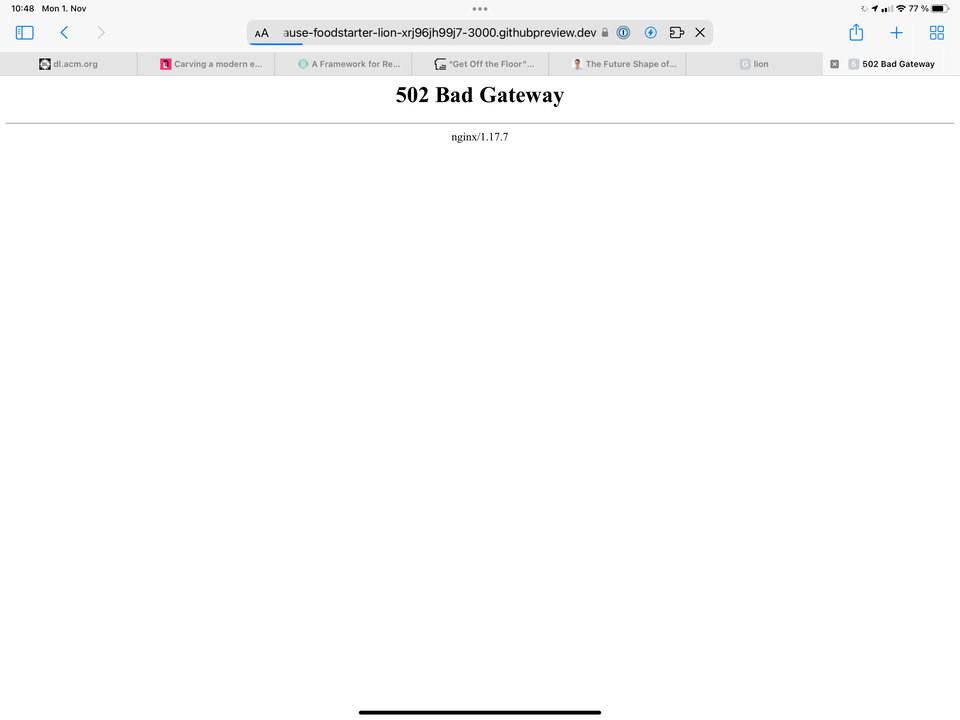 10:48 Mon 1. Nov
77 %
AA ause-foodstarter-lion-xrj96jh99j7-3000.githubpreview.dev
dl.acm.org
Carving a modern e...
A Framework for Re...
"Get Off the Floor"...
The Future Shape of...
G lion
5 502 Bad Gateway
502 Bad Gateway
nginx/1.17.7